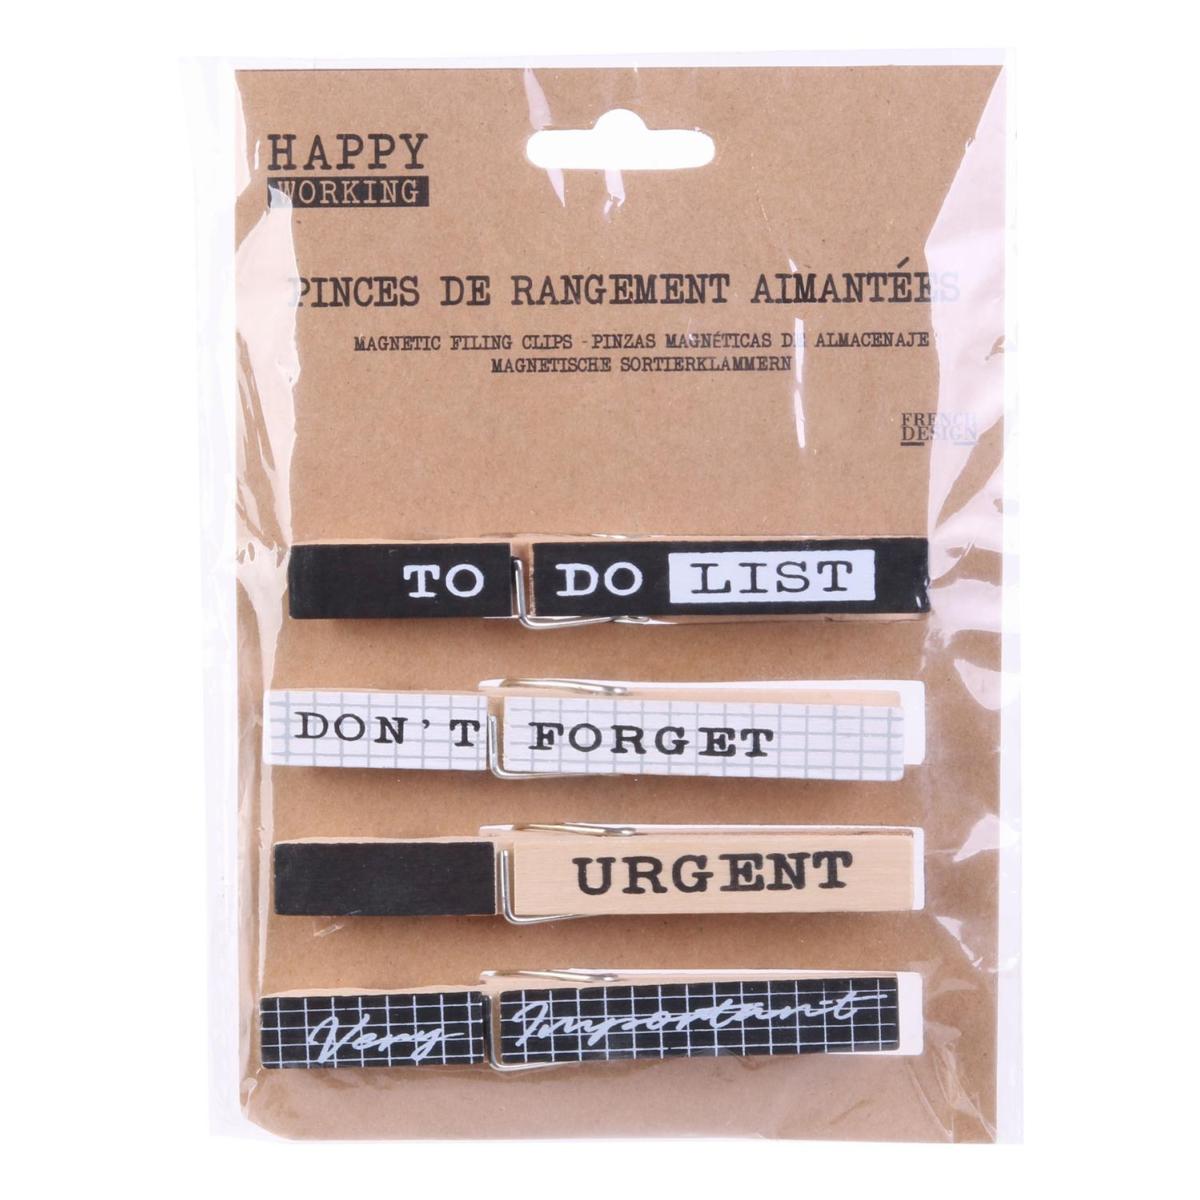 HAPPY
WORKING
PINCES DE RANGEMENT AIMANTÉES
MAGNETIC FILING CLIPS - PINZAS MAGNÉTICAS DE ALMACENAJE
MAGNETISCHE SORTIERKLAMMERN
FRENCH
DESIGN
TO DO LIST
DON'T FORGET
URGENT
Very Important